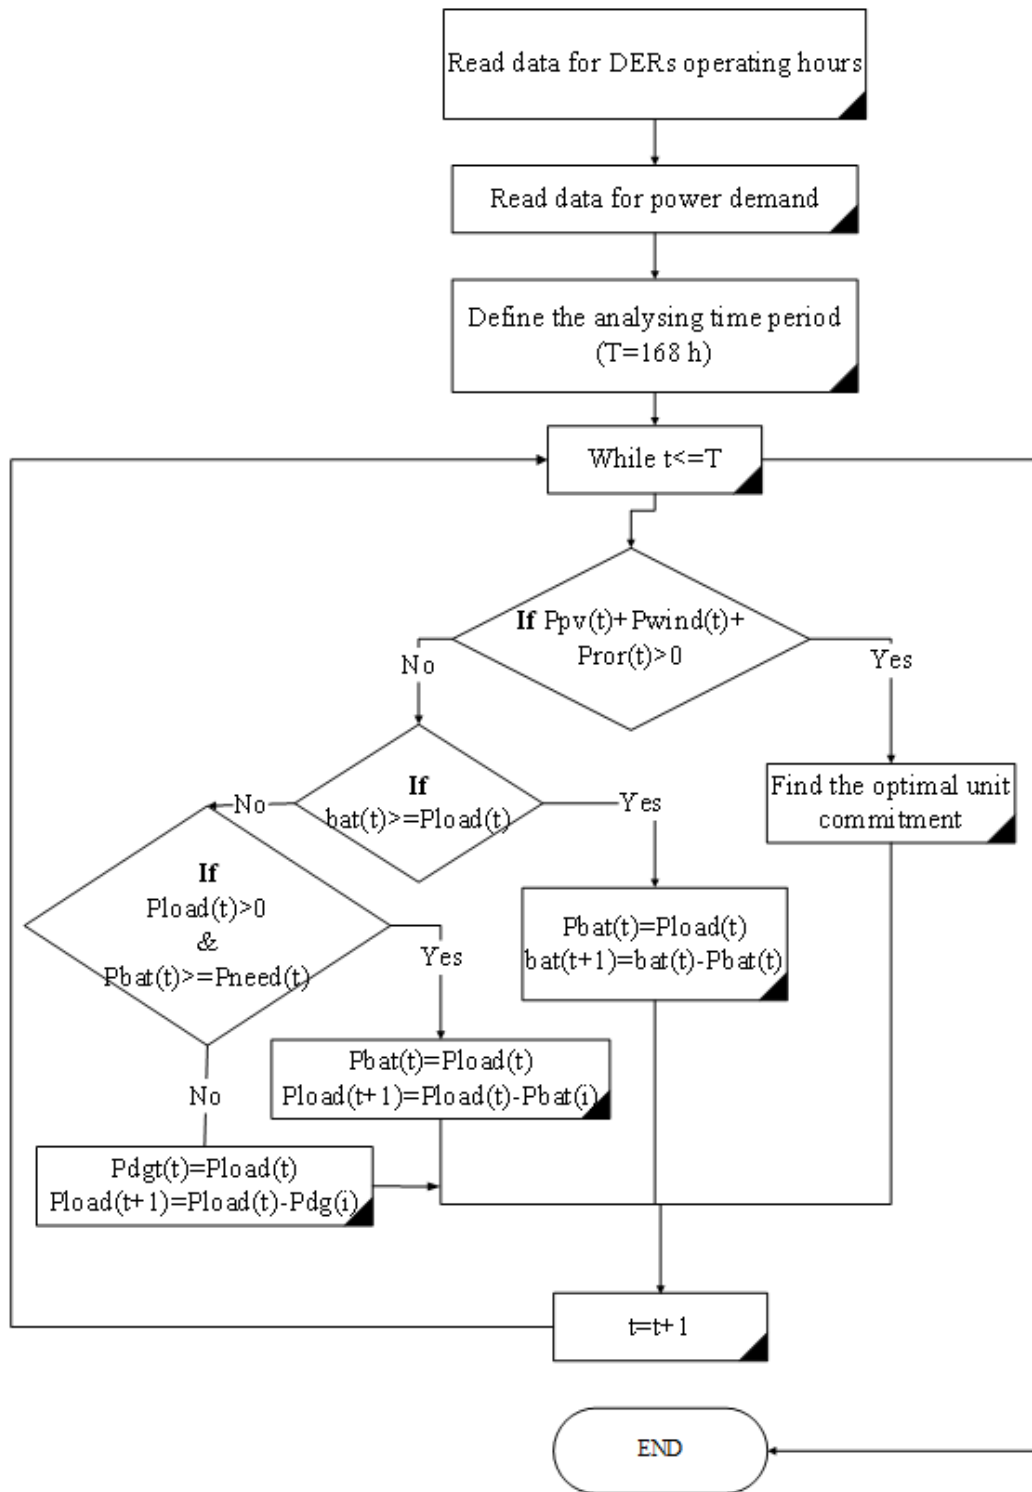 Read data for DERs operating hours
Read data for power demand
Define the analysing time period
(T=168 h)
While t<=T
If Ppv(t)+Pwind(t)+
Pror(t)>0
No
Yes
If
bat(t)>=Pload(t)
No
Yes
Find the optimal unit
commitment
If
Pload(t)>0
&
Pbat(t)>=Pneed(t)
Yes
Pbat(t)=Pload(t)
bat(t+1)=bat(t)-Pbat(t)
No
Pbat(t)=Pload(t)
Pload(t+1)=Pload(t)-Pbat(i)
Pdgt(t)=Pload(t)
Pload(t+1)=Pload(t)-Pdg(i)
t=t+1
END